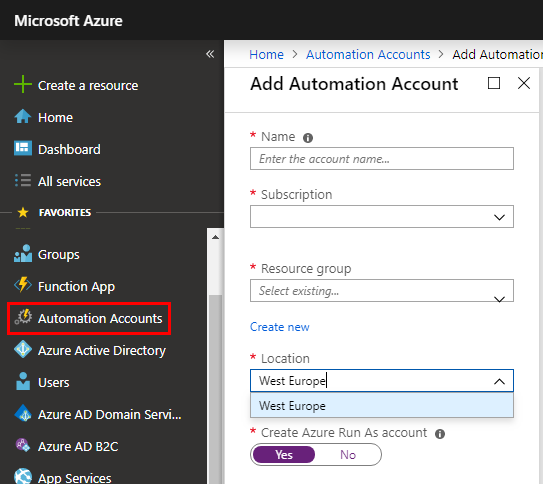 Microsoft Azure
«
Create a resource
Home
Dashboard
All services
FAVORITES
Groups
Function App
Automation Accounts
Azure Active Directory
Users
Azure AD Domain Servi...
Azure AD B2C
App Services
Home > Automation Accounts > Add Automation
Add Automation Account
* Name
Enter the account name...
* Subscription
* Resource group
Select existing...
Create new
* Location
West Europe
West Europe
* Create Azure Run As account
Yes No